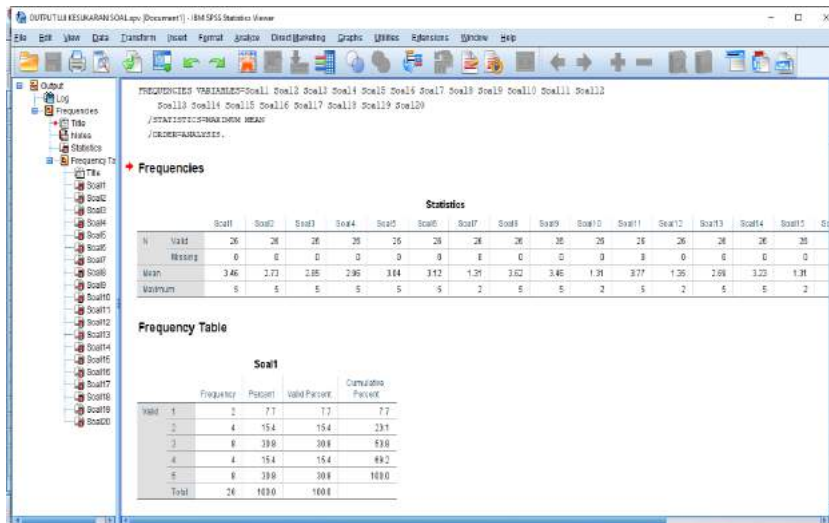 OUTPUT UJI KESUKARAN SOAL.spv [Document1] - IBM SPSS Statistics Viewer
File Edit View Data Transform Insert Format Analyze Direct Marketing Graphs Utilities Extensions Window Help
Output
Log
Frequencies
Title
Notes
Statistics
Frequency Ta
Title
Soal1
Soal2
Soal3
Soal4
Soal5
Soal6
Soal7
Soal8
Soal9
Soal10
Soal11
Soal12
Soal13
Soal14
Soal15
Soal16
Soal17
Soal18
Soal19
Soal20
FREQUENCIES VARIABLES=Soal1 Soal2 Soal3 Soal4 Soal5 Soal6 Soal7 Soal8 Soal9 Soal10 Soal11 Soal12
Soal13 Soal14 Soal15 Soal16 Soal17 Soal18 Soal19 Soal20
/STATISTICS=MAXIMUM MEAN
/ORDER=ANALYSIS.
Frequencies
Statistics
Soal1 Soal2 Soal3 Soal4 Soal5 Soal6 Soal7 Soal8 Soal9 Soal10 Soal11 Soal12 Soal13 Soal14 Soal15
N Valid 26 26 26 26 26 26 26 26 26 26 26 26 26 26 26
Missing 0 0 0 0 0 0 0 0 0 0 0 0 0 0 0
Mean 3.46 2.73 2.85 2.96 3.04 3.12 1.31 3.62 3.46 1.31 3.77 1.35 2.69 3.23 1.31
Maximum 5 5 5 5 5 5 2 5 5 2 5 2 5 5 2
Frequency Table
Soal1
Frequency Percent Valid Percent Cumulative Percent
Valid 1 2 7.7 7.7 7.7
2 4 15.4 15.4 23.1
3 8 30.8 30.8 53.8
4 4 15.4 15.4 69.2
5 8 30.8 30.8 100.0
Total 26 100.0 100.0